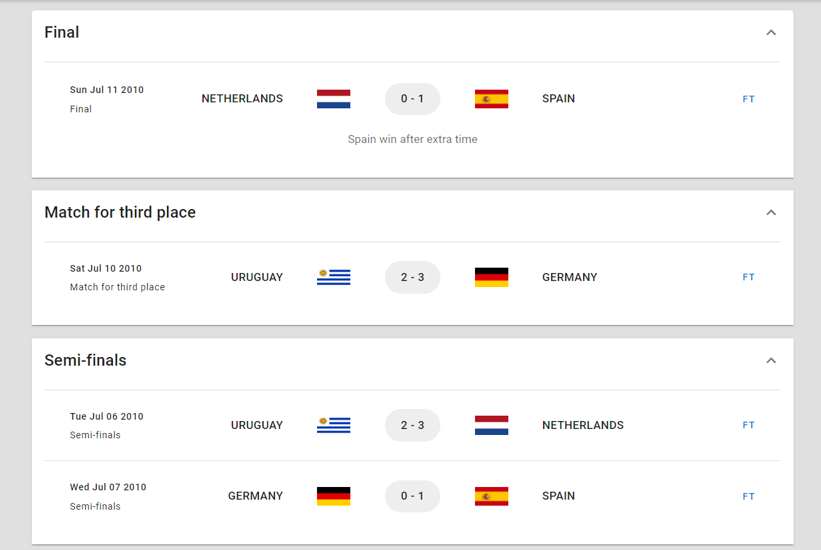 Final
Sun Jul 11 2010
Final
NETHERLANDS 0 - 1 SPAIN FT
Spain win after extra time
Match for third place
Sat Jul 10 2010
Match for third place
URUGUAY 2 - 3 GERMANY FT
Semi-finals
Tue Jul 06 2010
Semi-finals
URUGUAY 2 - 3 NETHERLANDS FT
Wed Jul 07 2010
Semi-finals
GERMANY 0 - 1 SPAIN FT